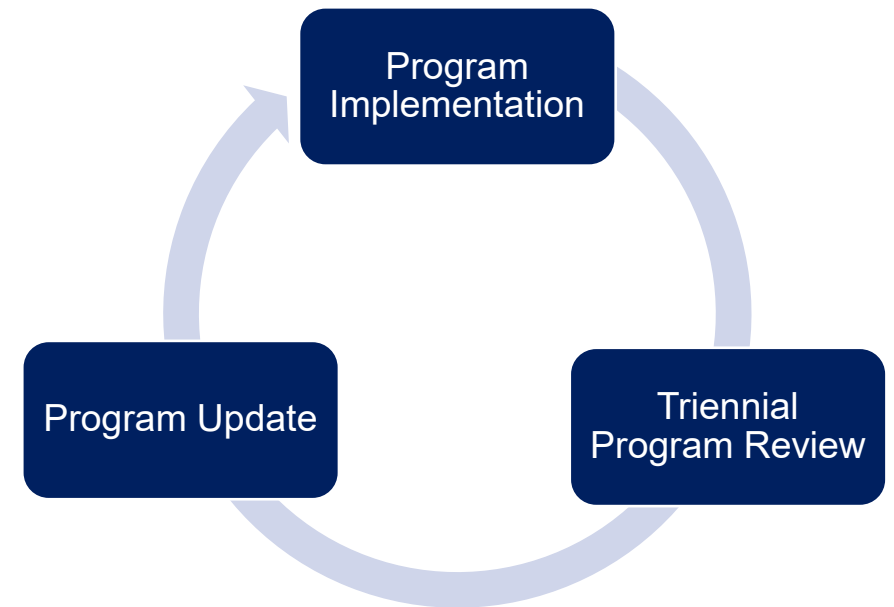 Program
Implementation
Triennial
Program Review
Program Update